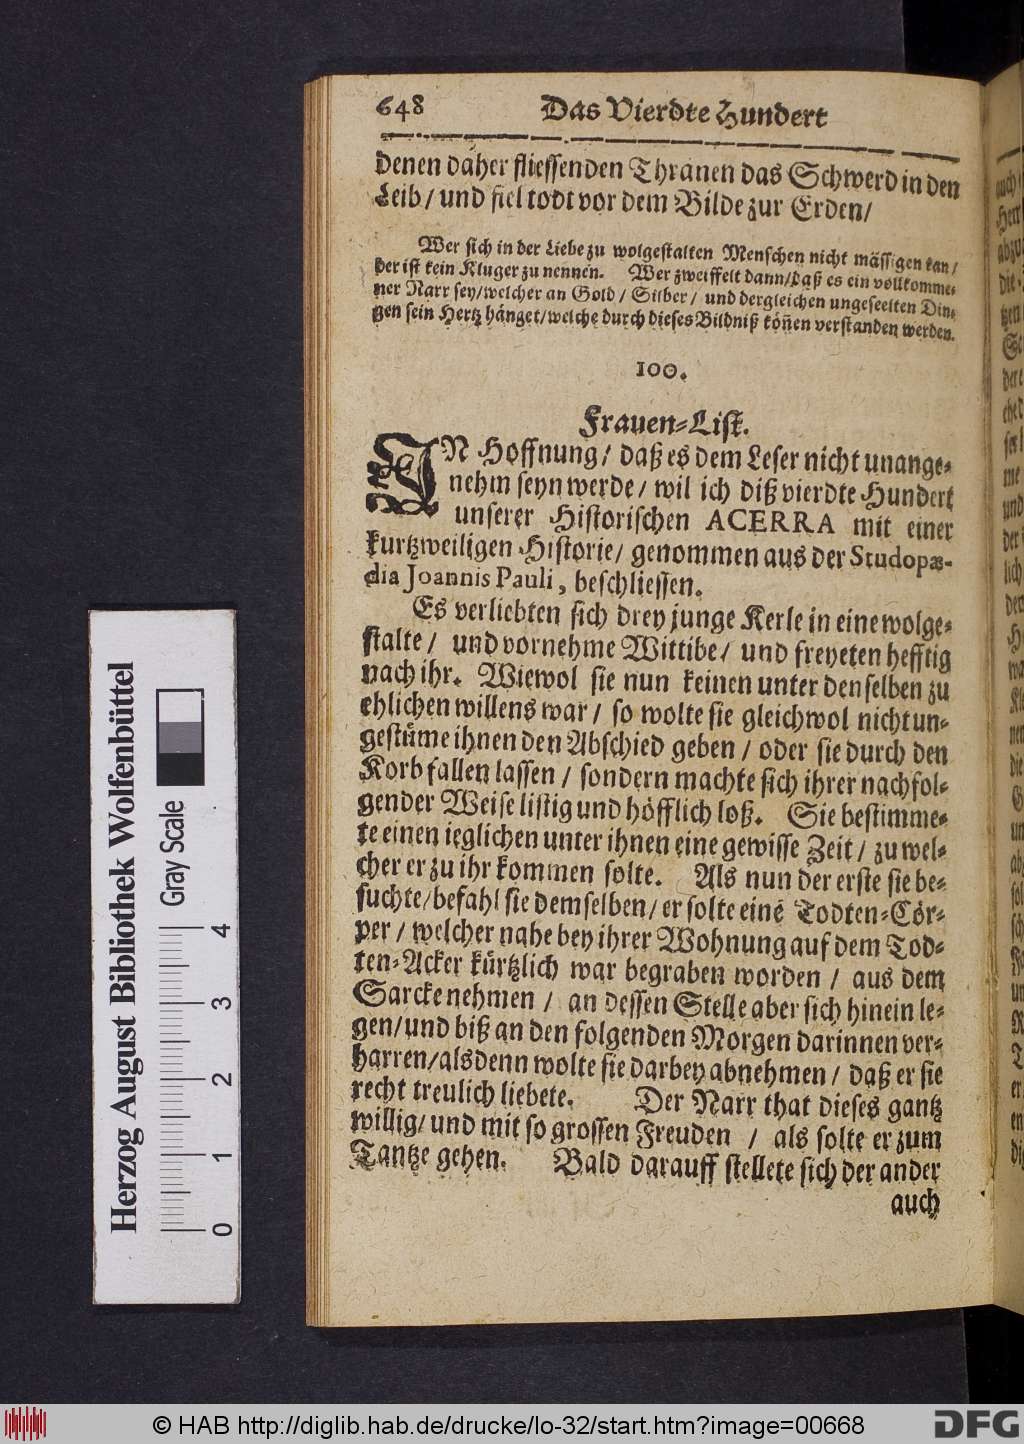 648 Das Vierdte Hundert
denen daher fliessenden Thränen das Schwerd in den
Leib / und fiel todt vor dem Bilde zur Erden /
Wer sich in der Liebe zu wolgestalten Menschen nicht mässigen kan /
der ist kein Kluger zu nennen. Wer zweiffelt dann / daß es ein vollkomme-
ner Narr sey / welcher an Gold / Silber / und dergleichen ungeseelten Din-
gen sein Hertz hänget / welche durch dieses Bildniß köñen verstanden werden.
100.
Frauen-List.
IN Hoffnung / daß es dem Leser nicht unange-
nehm seyn werde / wil ich diß vierdte Hundert
unserer Historischen ACERRA mit einer
kurtzweiligen Historie / genommen aus der Studopæ-
dia Joannis Pauli, beschliessen.
Es verliebten sich drey junge Kerle in eine wolge-
stalte / und vornehme Wittibe / und freyeten hefftig
nach ihr. Wiewol sie nun keinen unter denselben zu
ehlichen willens war / so wolte sie gleichwol nicht un-
gestüme ihnen den Abschied geben / oder sie durch den
Korb fallen lassen / sondern machte sich ihrer nachfol-
gender Weise listig und höfflich loß. Sie bestimme-
te einen ieglichen unter ihnen eine gewisse Zeit / zu wel-
cher er zu ihr kommen solte. Als nun der erste sie be-
suchte / befahl sie demselben / er solte eine Todten-Cör-
per / welcher nahe bey ihrer Wohnung auf dem Tod-
ten-Acker kürtzlich war begraben worden / aus dem
Sarcke nehmen / an dessen Stelle aber sich hinein le-
gen / und biß an den folgenden Morgen darinnen ver-
harren / alsdenn wolte sie darbey abnehmen / daß er sie
recht treulich liebete. Der Narr that dieses gantz
willig / und mit so grossen Freuden / als solte er zum
Tantze gehen. Bald darauff stellete sich der ander
auch
Herzog August Bibliothek Wolfenbüttel
Gray Scale
0 1 2 3 4
© HAB http://diglib.hab.de/drucke/lo-32/start.htm?image=00668
DFG